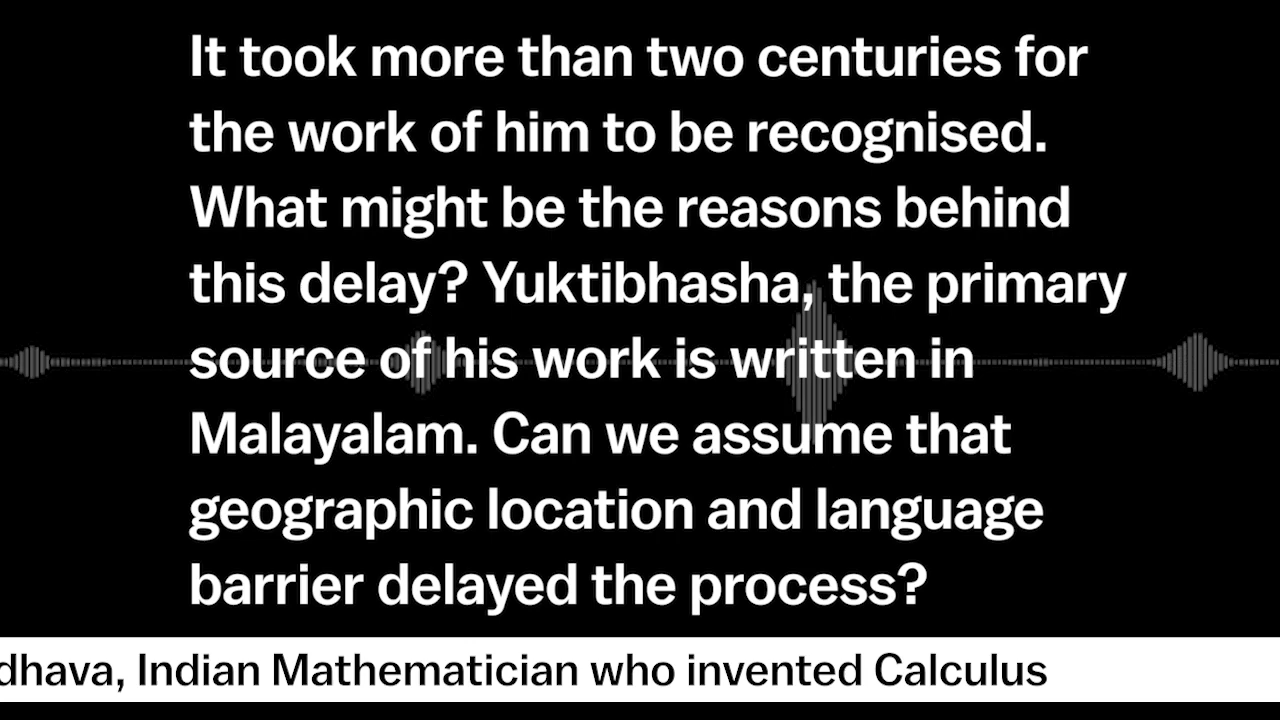 It took more than two centuries for
the work of him to be recognised.
What might be the reasons behind
this delay? Yuktibhasha, the primary
source of his work is written in
Malayalam. Can we assume that
geographic location and language
barrier delayed the process?
dhava, Indian Mathematician who invented Calculus